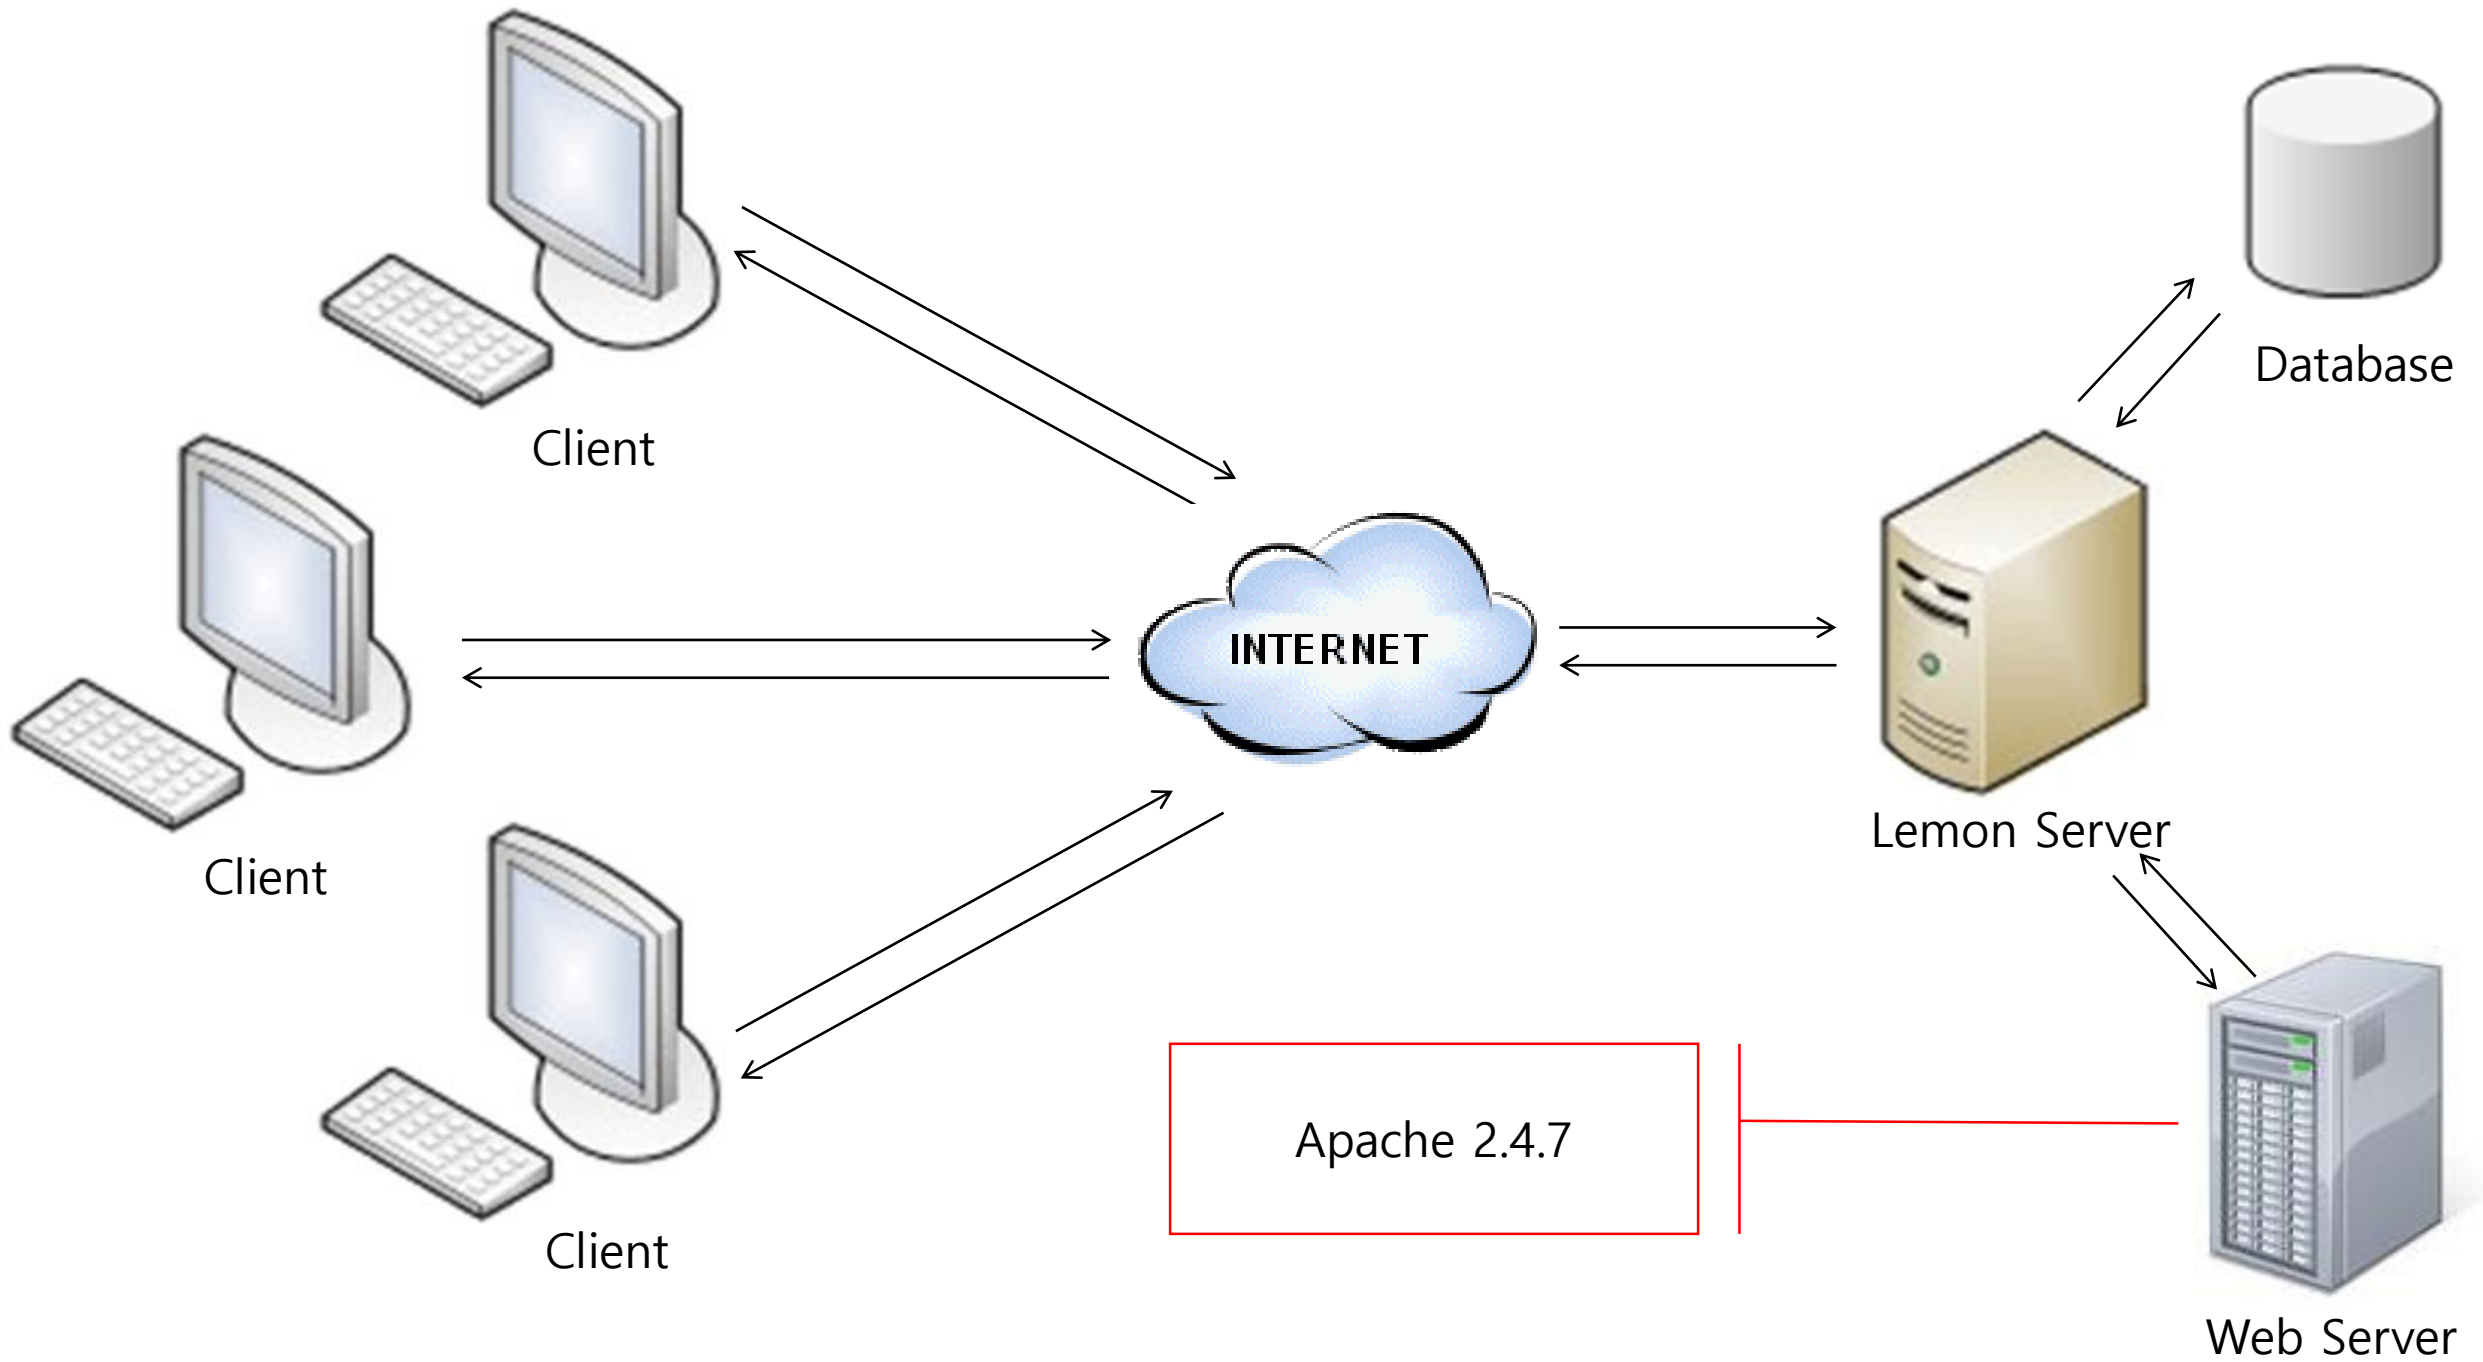 Database
Client
INTERNET
Lemon Server
Client
Apache 2.4.7
Client
Web Server